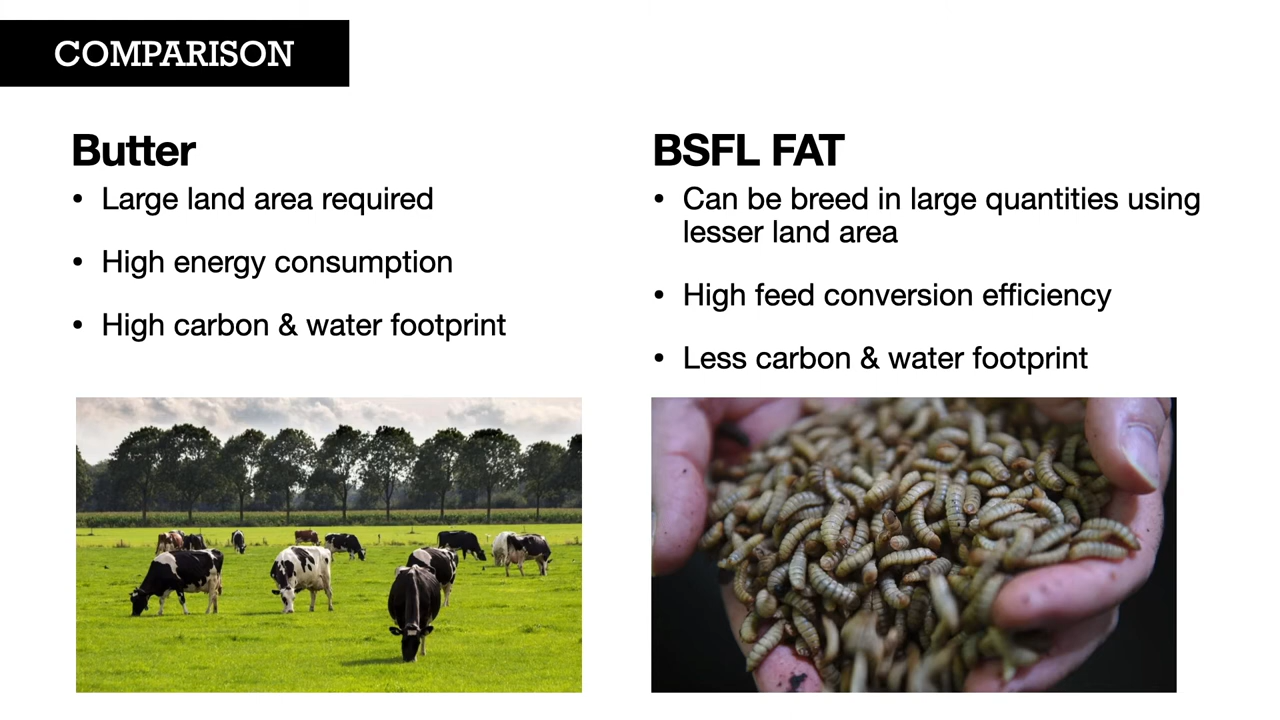 COMPARISON
Butter
• Large land area required
• High energy consumption
• High carbon & water footprint
BSFL FAT
• Can be breed in large quantities using
lesser land area
• High feed conversion efficiency
• Less carbon & water footprint